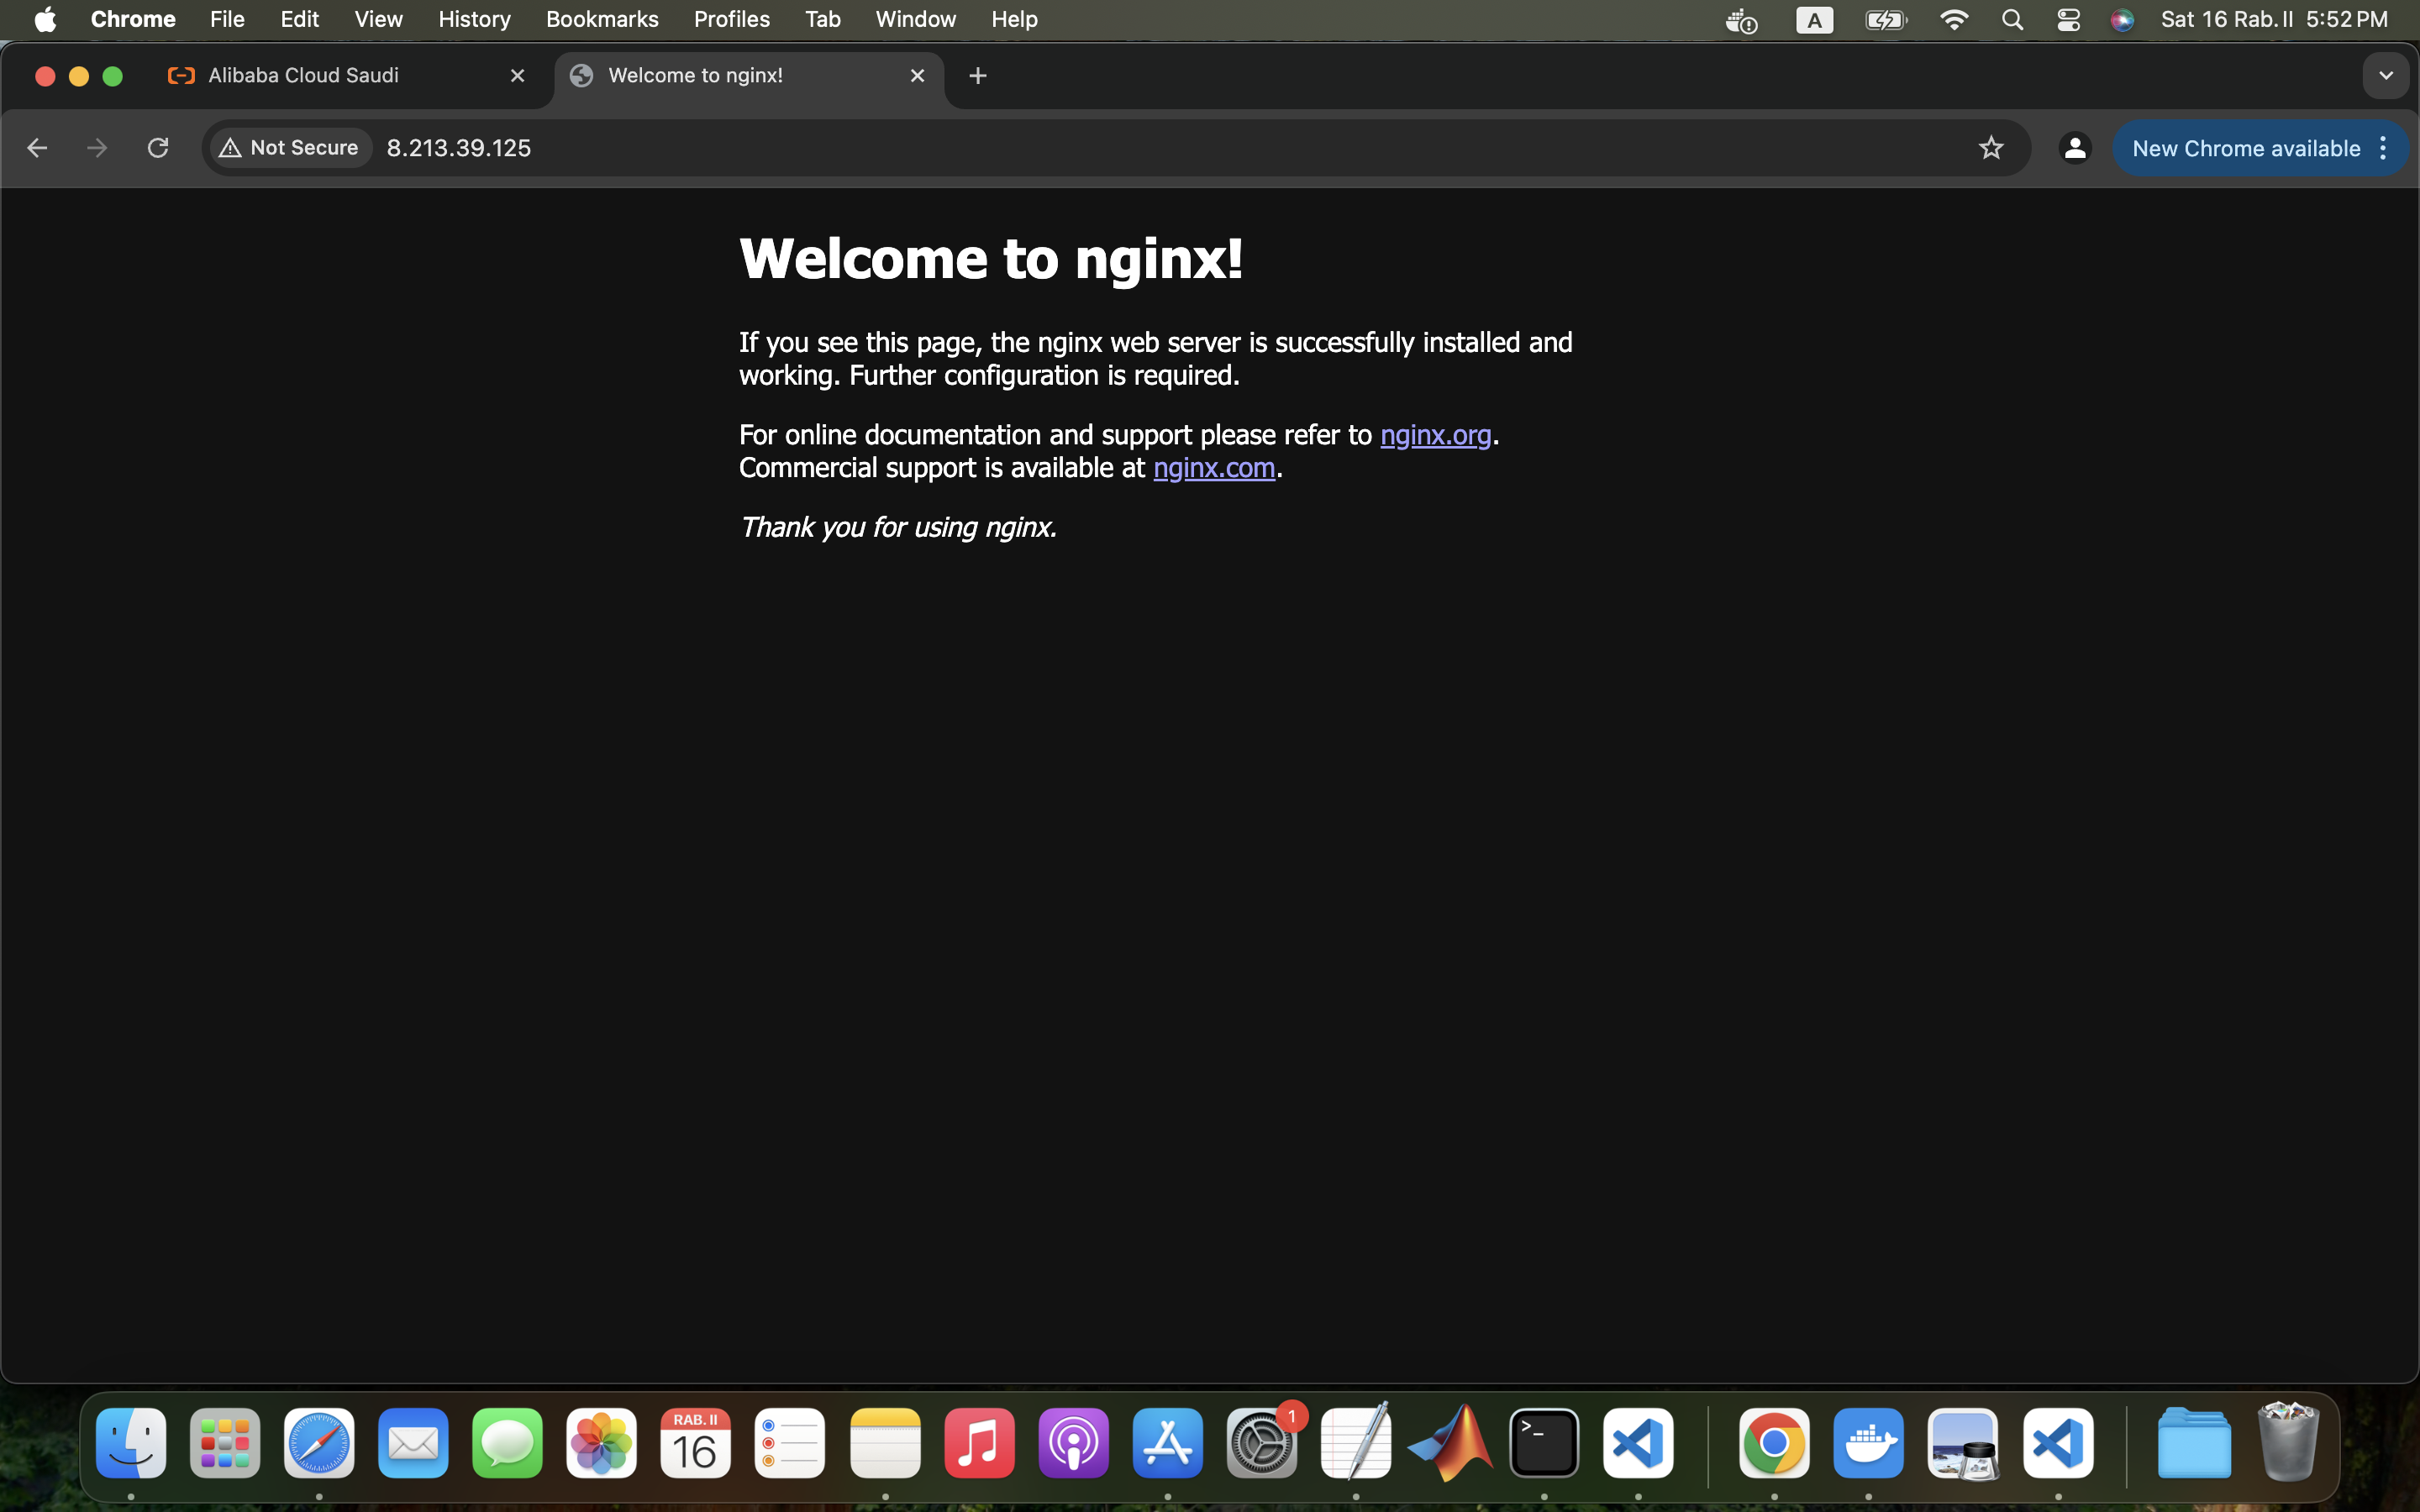 Chrome File Edit View History Bookmarks Profiles Tab Window Help A Sat 16 Rab. II 5:52 PM
Alibaba Cloud Saudi Welcome to nginx!
Not Secure 8.213.39.125 New Chrome available
Welcome to nginx!
If you see this page, the nginx web server is successfully installed and
working. Further configuration is required.
For online documentation and support please refer to nginx.org.
Commercial support is available at nginx.com.
Thank you for using nginx.
RAB. II
16
1
>_